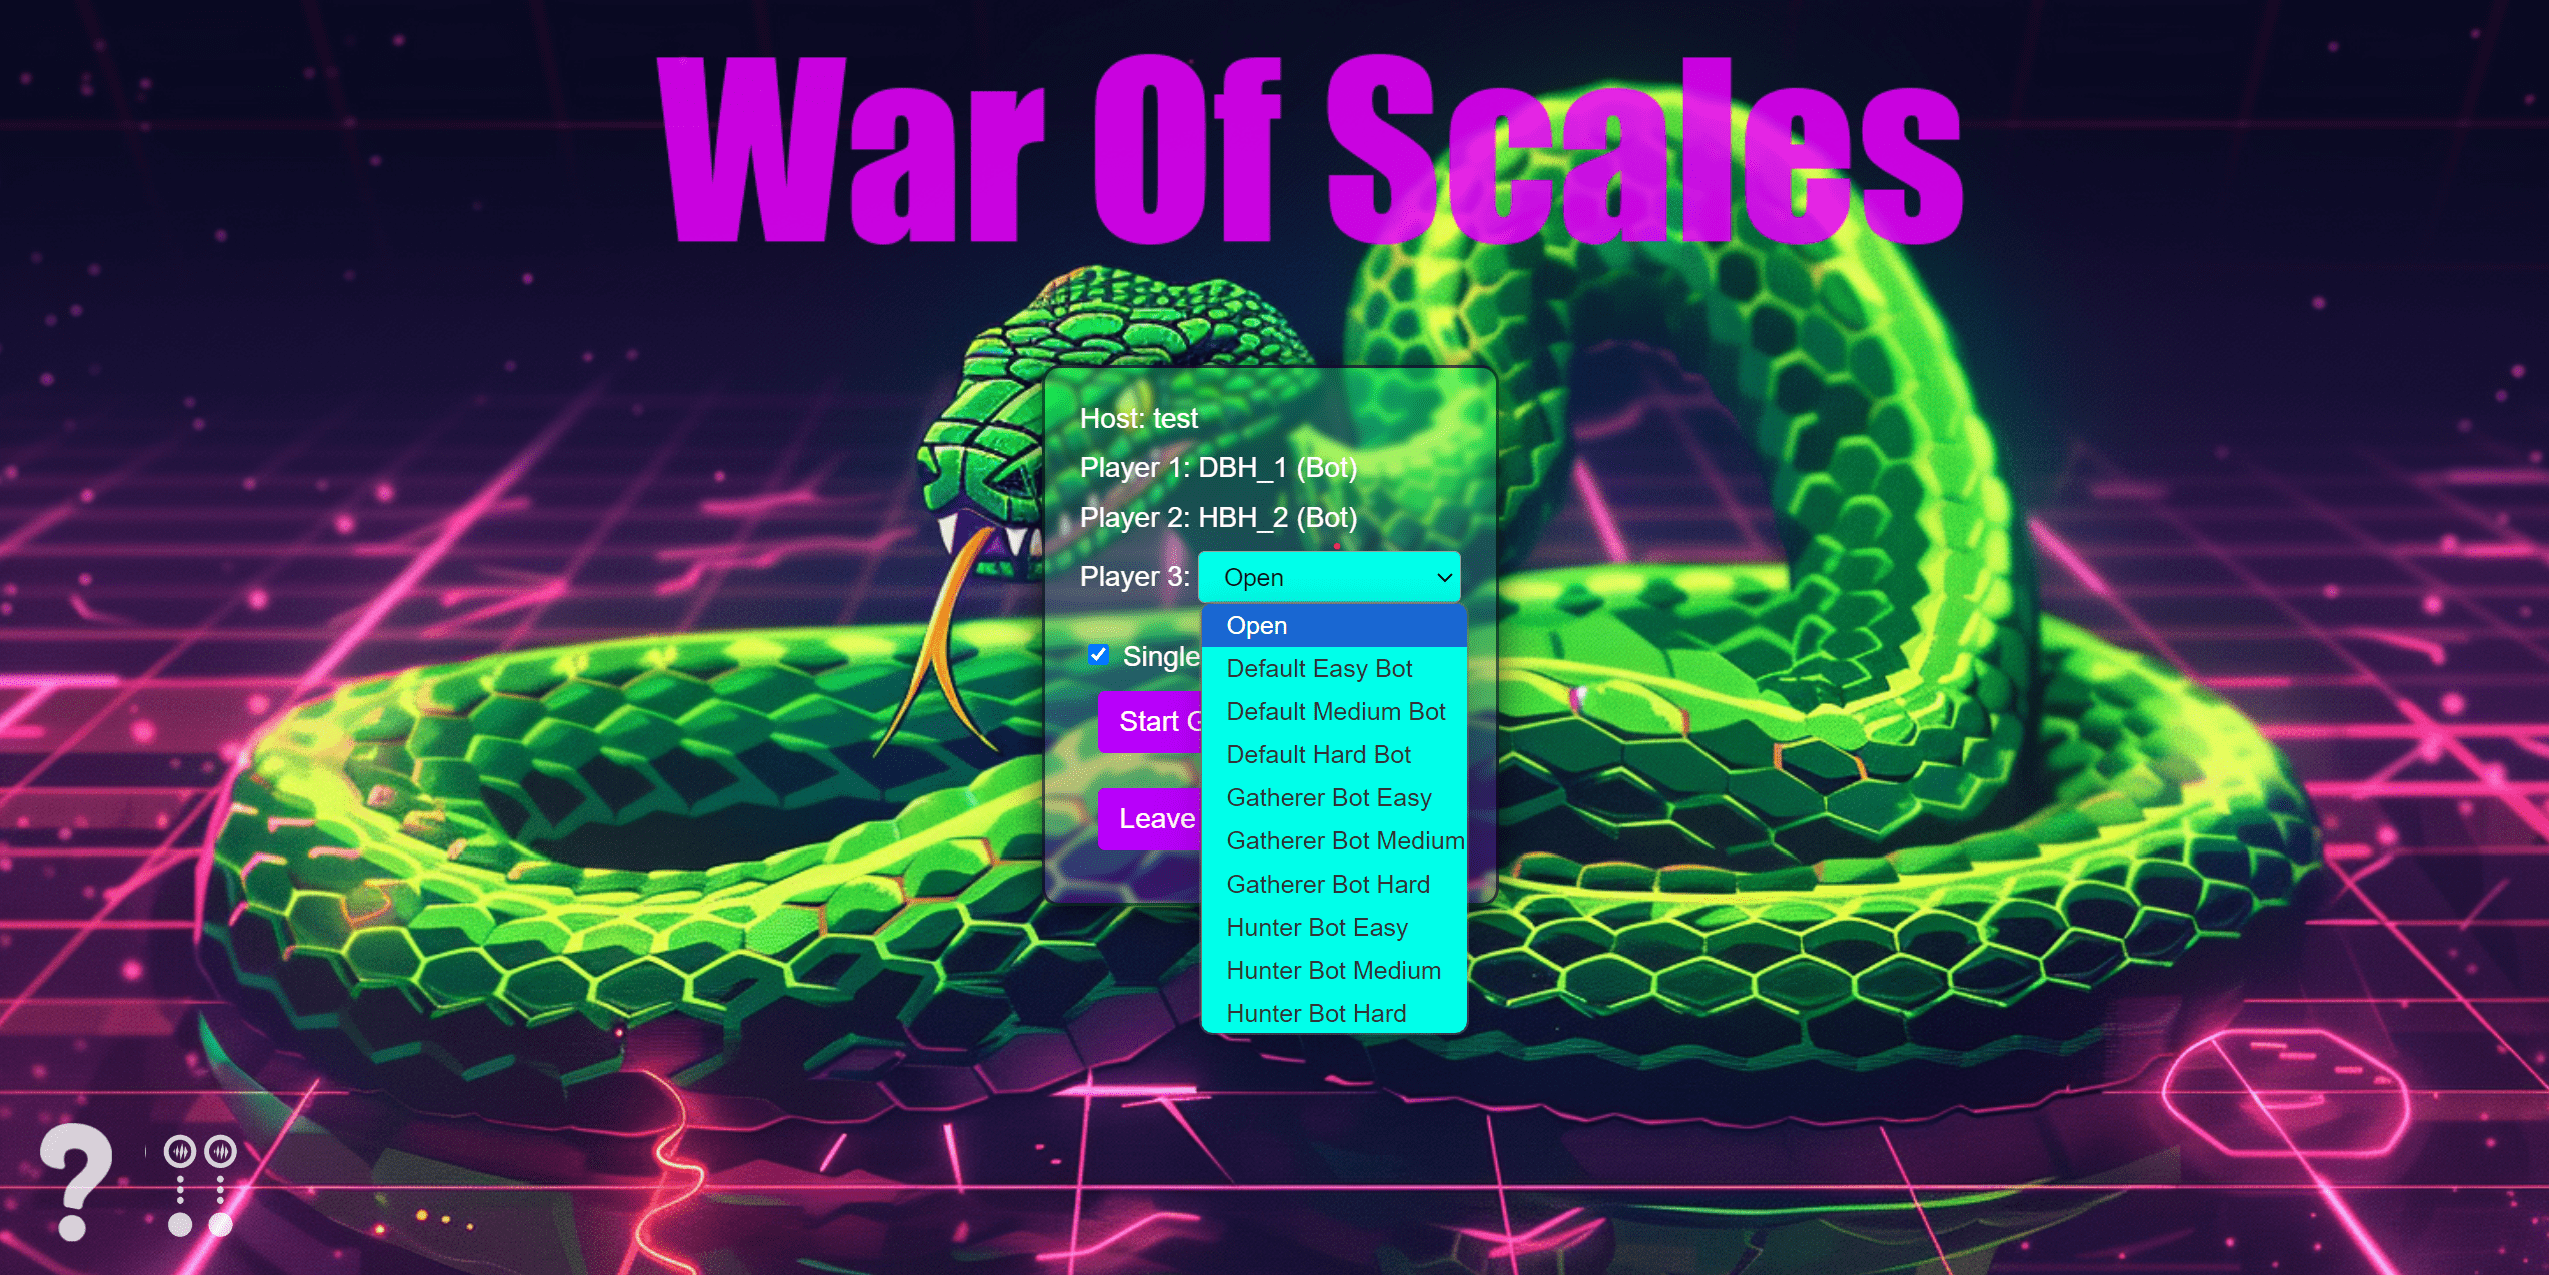 War Of Scales
Host: test
Player 1: DBH_1 (Bot)
Player 2: HBH_2 (Bot)
Player 3: Open
Open
Default Easy Bot
Default Medium Bot
Default Hard Bot
Gatherer Bot Easy
Gatherer Bot Medium
Gatherer Bot Hard
Hunter Bot Easy
Hunter Bot Medium
Hunter Bot Hard
Single
Start
Leave
?